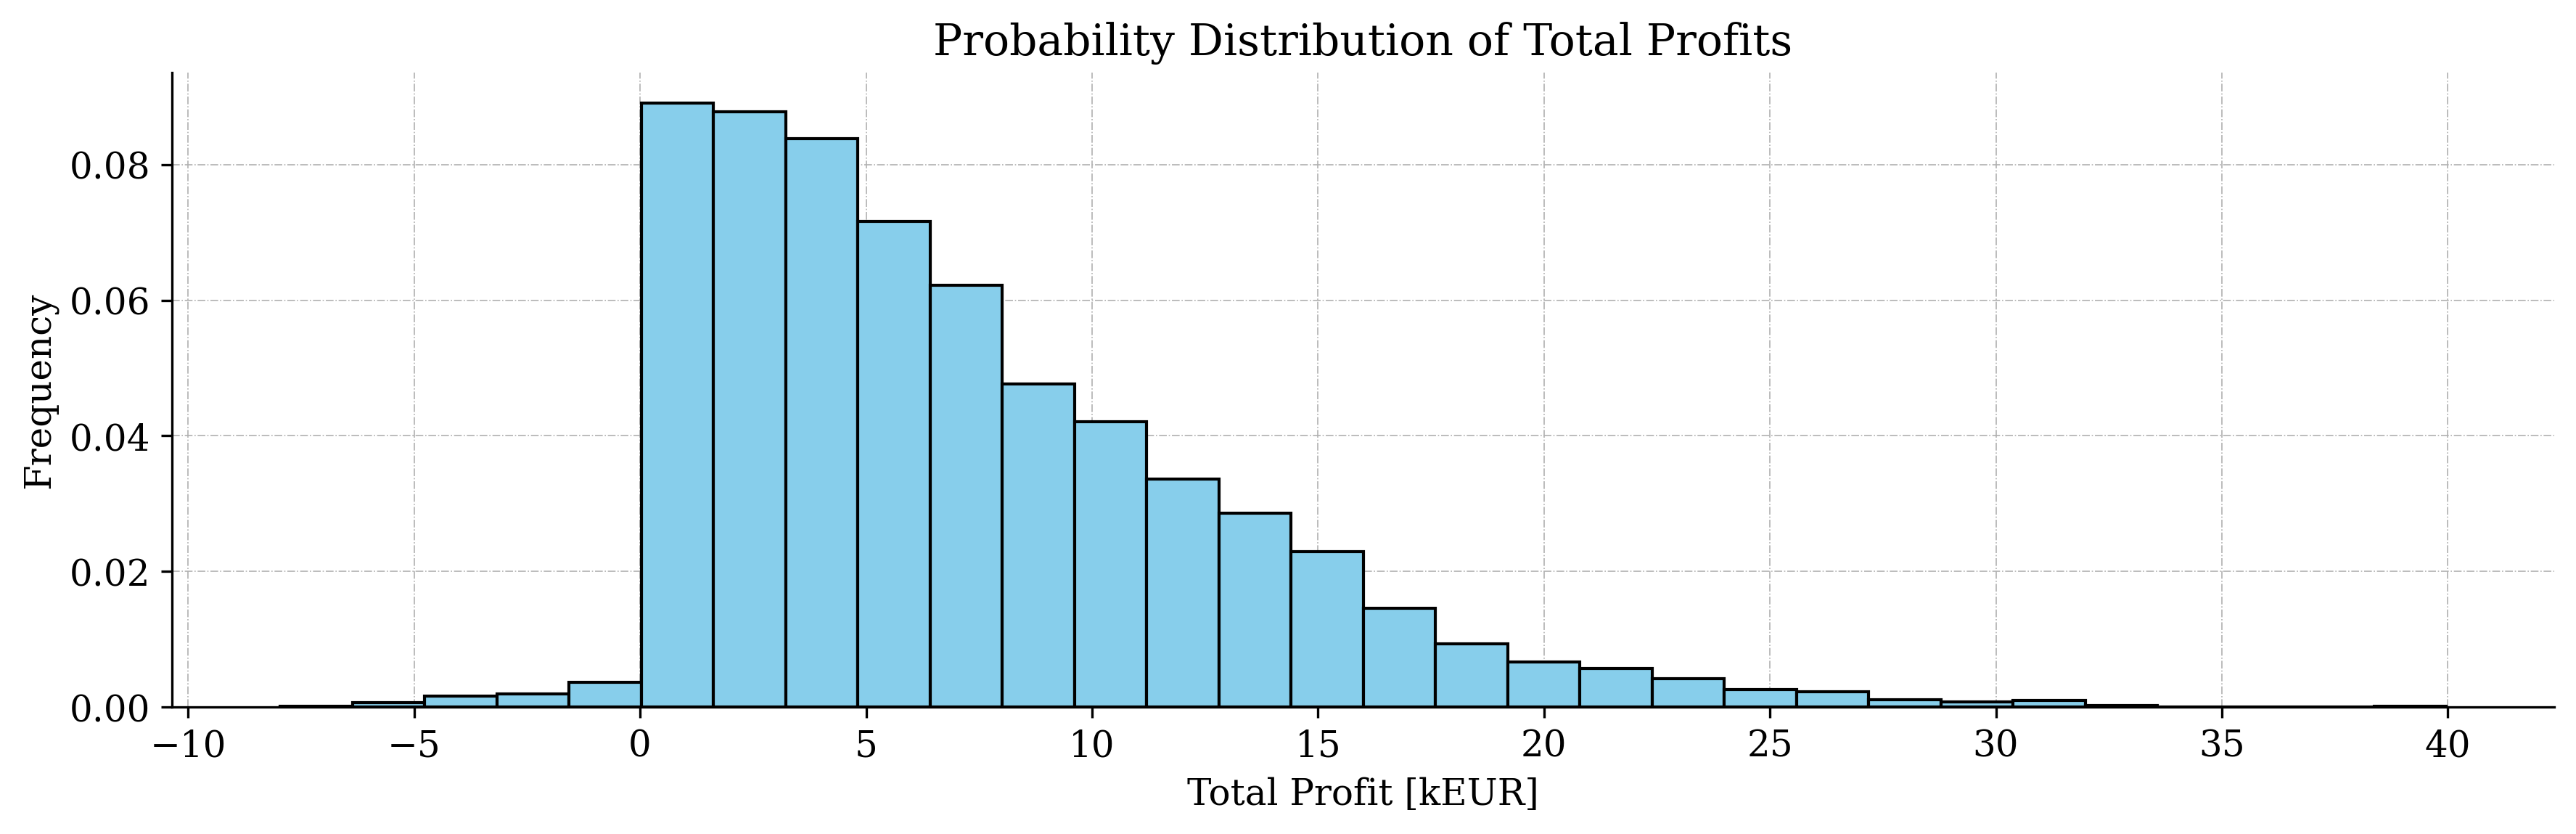 Probability Distribution of Total Profits
Frequency
0.08
0.06
0.04
0.02
0.00
−10 −5 0 5 10 15 20 25 30 35 40
Total Profit [kEUR]